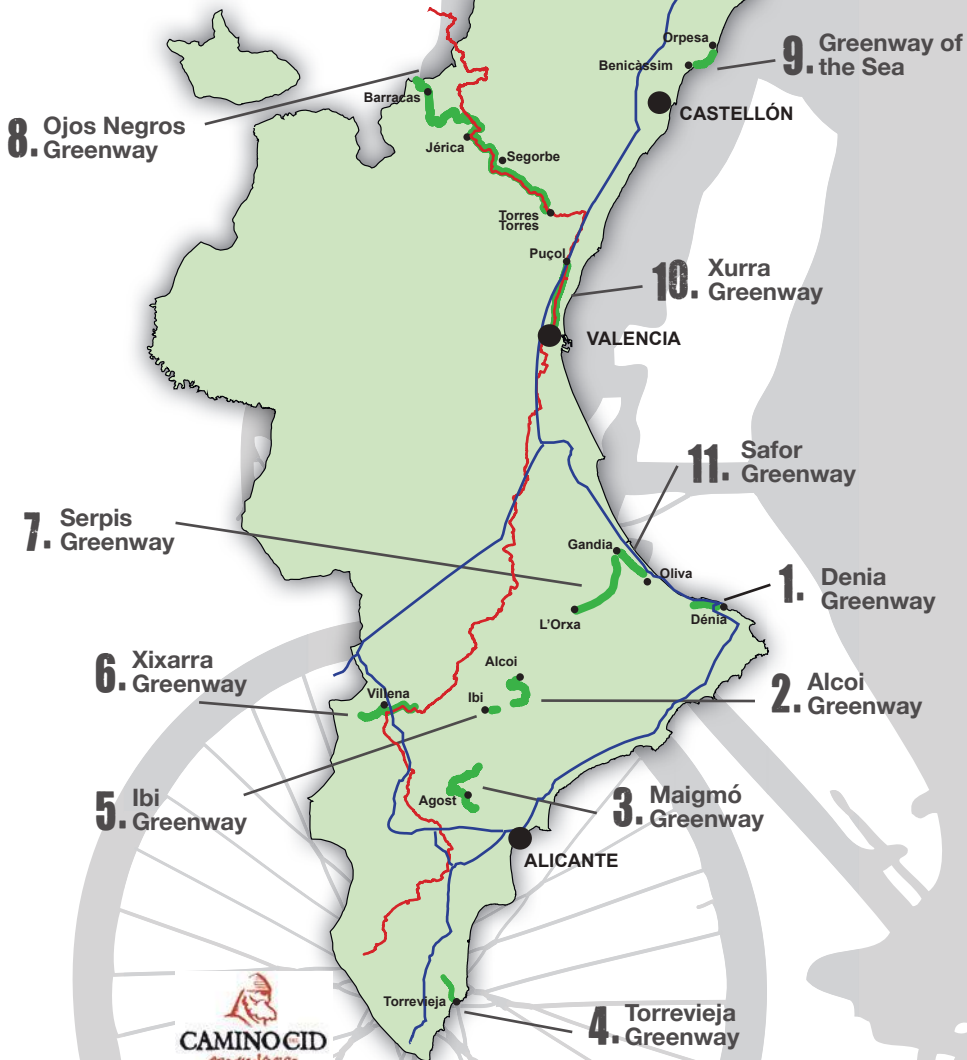 Orpesa
9. Greenway of
the Sea
Benicàssim
CASTELLÓN
Barracas
8. Ojos Negros
Greenway
Jérica
Segorbe
Torres
Torres
Puçol
10. Xurra
Greenway
VALENCIA
11. Safor
Greenway
7. Serpis
Greenway
Gandia
Oliva
1. Denia
Greenway
L'Orxa
Dénia
6. Xixarra
Greenway
Alcoi
Villena
Ibi
2. Alcoi
Greenway
5. Ibi
Greenway
Agost
3. Maigmó
Greenway
ALICANTE
Torrevieja
4. Torrevieja
Greenway
CAMINO DEL CID